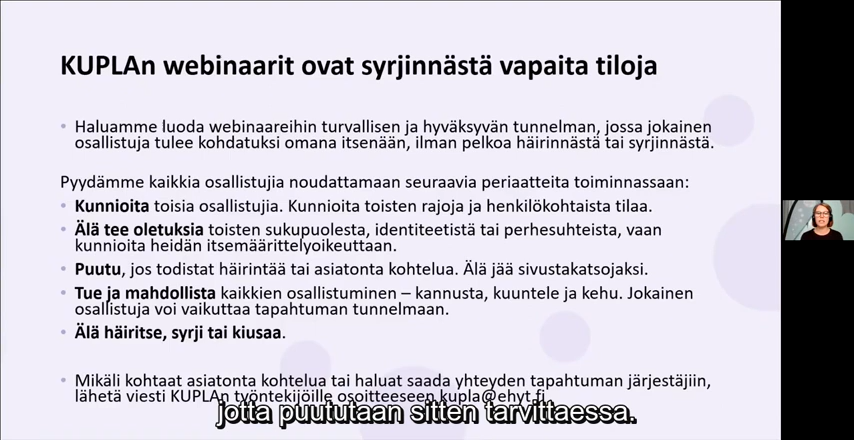 KUPLAn webinaarit ovat syrjinnästä vapaita tiloja
• Haluamme luoda webinaareihin turvallisen ja hyväksyvän tunnelman, jossa jokainen
osallistuja tulee kohdatuksi omana itsenään, ilman pelkoa häirinnästä tai syrjinnästä.
Pyydämme kaikkia osallistujia noudattamaan seuraavia periaatteita toiminnassaan:
• Kunnioita toisia osallistujia. Kunnioita toisten rajoja ja henkilökohtaista tilaa.
• Älä tee oletuksia toisten sukupuolesta, identiteetistä tai perhesuhteista, vaan
kunnioita heidän itsemäärittelyoikeuttaan.
• Puutu, jos todistat häirintää tai asiatonta kohtelua. Älä jää sivustakatsojaksi.
• Tue ja mahdollista kaikkien osallistuminen – kannusta, kuuntele ja kehu. Jokainen
osallistuja voi vaikuttaa tapahtuman tunnelmaan.
• Älä häiritse, syrji tai kiusaa.
• Mikäli kohtaat asiatonta kohtelua tai haluat saada yhteyden tapahtuman järjestäjiin,
lähetä viesti KUPLAn työntekijöille osoitteeseen kupla@ehyt.fi
jotta puututaan sitten tarvittaessa.